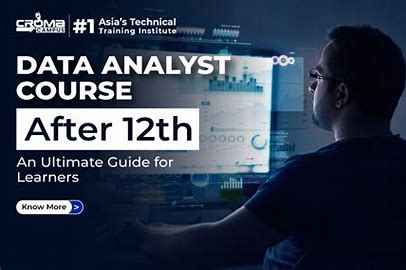 CROMA
CAMPUS
#1
Asia's Technical
Training Institute
DATA ANALYST
COURSE
After 12th
An Ultimate Guide for
Learners
Know More